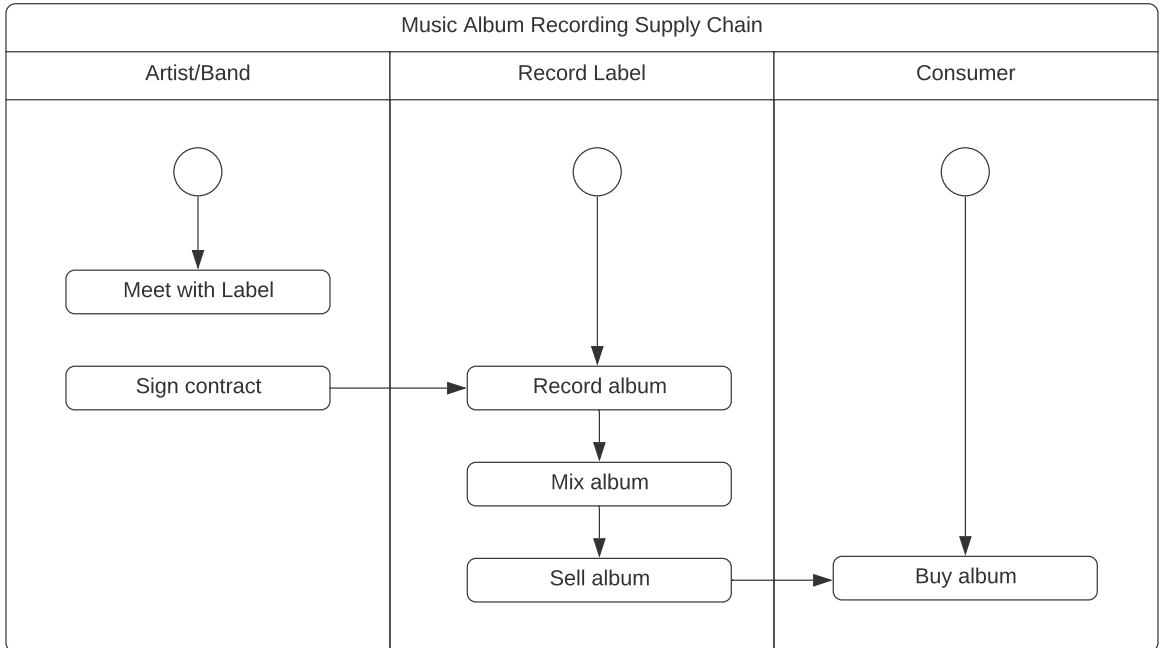 Music Album Recording Supply Chain
Artist/Band
Record Label
Consumer
Meet with Label
Sign contract
Record album
Mix album
Sell album
Buy album